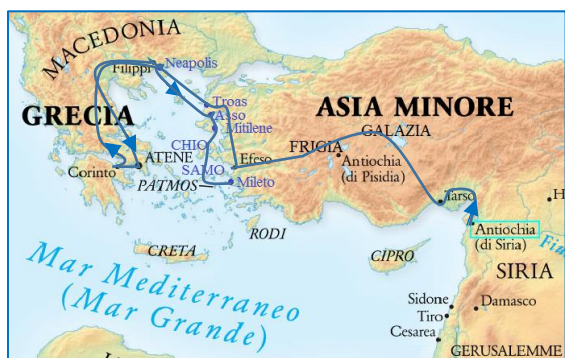 MACEDONIA
Filippi
Neapolis
GRECIA
Troas
Asso
Mitilene
ASIA MINORE
CHIO
FRIGIA
GALAZIA
ATENE
SAMO
Efeso
Antiochia
(di Pisidia)
Corinto
PATMOS
Mileto
Tarso
Antiochia
(di Siria)
RODI
CRETA
CIPRO
SIRIA
Mar Mediterraneo
(Mar Grande)
Sidone
Tiro
Damasco
Cesarea
GERUSALEMME